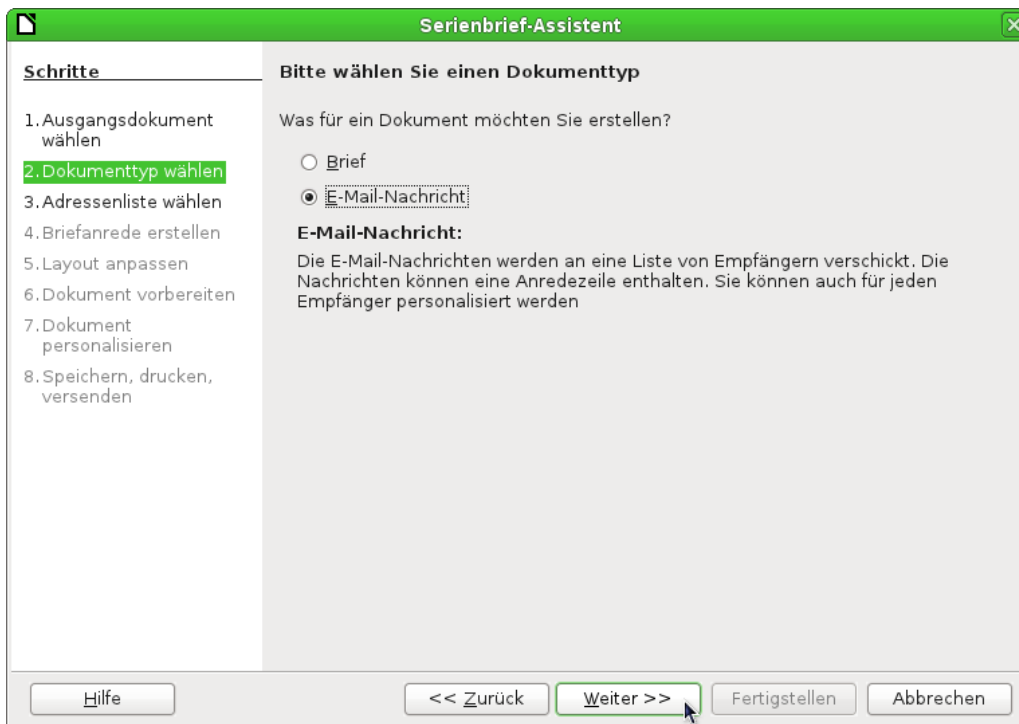 Serienbrief-Assistent
Schritte
1. Ausgangsdokument
wählen
2. Dokumenttyp wählen
3. Adressenliste wählen
4. Briefanrede erstellen
5. Layout anpassen
6. Dokument vorbereiten
7. Dokument
personalisieren
8. Speichern, drucken,
versenden
Bitte wählen Sie einen Dokumenttyp
Was für ein Dokument möchten Sie erstellen?
Brief
E-Mail-Nachricht
E-Mail-Nachricht:
Die E-Mail-Nachrichten werden an eine Liste von Empfängern verschickt. Die
Nachrichten können eine Anredezeile enthalten. Sie können auch für jeden
Empfänger personalisiert werden
Hilfe
<< Zurück
Weiter >>
Fertigstellen
Abbrechen